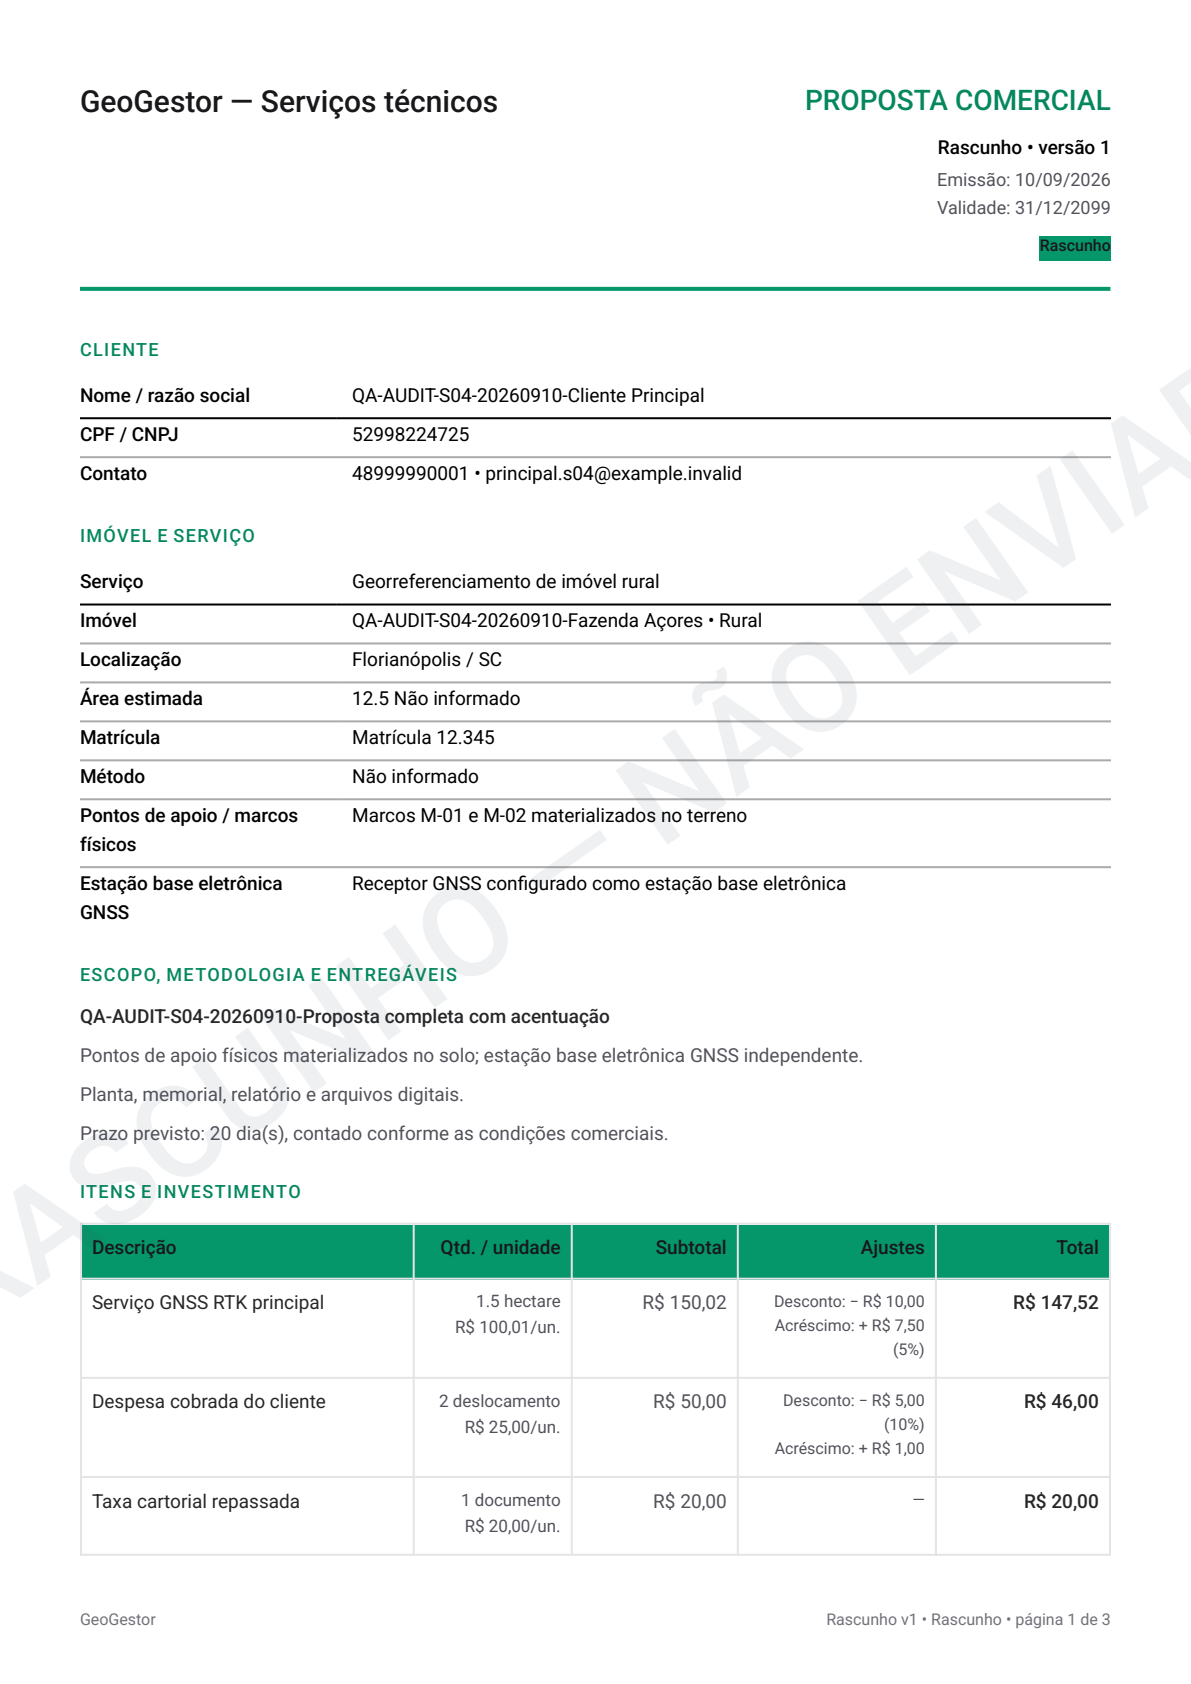 GeoGestor — Serviços técnicos
PROPOSTA COMERCIAL
Rascunho • versão 1
Emissão: 10/09/2026
Validade: 31/12/2099
Rascunho
CLIENTE
Nome / razão social QA-AUDIT-S04-20260910-Cliente Principal
CPF / CNPJ 52998224725
Contato 48999990001 • principal.s04@example.invalid
IMÓVEL E SERVIÇO
Serviço Georreferenciamento de imóvel rural
Imóvel QA-AUDIT-S04-20260910-Fazenda Açores • Rural
Localização Florianópolis / SC
Área estimada 12.5 Não informado
Matrícula Matrícula 12.345
Método Não informado
Pontos de apoio / marcos Marcos M-01 e M-02 materializados no terreno
físicos
Estação base eletrônica Receptor GNSS configurado como estação base eletrônica
GNSS
ESCOPO, METODOLOGIA E ENTREGÁVEIS
QA-AUDIT-S04-20260910-Proposta completa com acentuação
Pontos de apoio físicos materializados no solo; estação base eletrônica GNSS independente.
Planta, memorial, relatório e arquivos digitais.
Prazo previsto: 20 dia(s), contado conforme as condições comerciais.
ITENS E INVESTIMENTO
Descrição Qtd. / unidade Subtotal Ajustes Total
Serviço GNSS RTK principal 1.5 hectare R$ 150,02 Desconto: − R$ 10,00 R$ 147,52
R$ 100,01/un. Acréscimo: + R$ 7,50
(5%)
Despesa cobrada do cliente 2 deslocamento R$ 50,00 Desconto: − R$ 5,00 R$ 46,00
R$ 25,00/un. (10%)
Acréscimo: + R$ 1,00
Taxa cartorial repassada 1 documento R$ 20,00 — R$ 20,00
R$ 20,00/un.
RASCUNHO — NÃO ENVIAR
GeoGestor Rascunho v1 • Rascunho • página 1 de 3